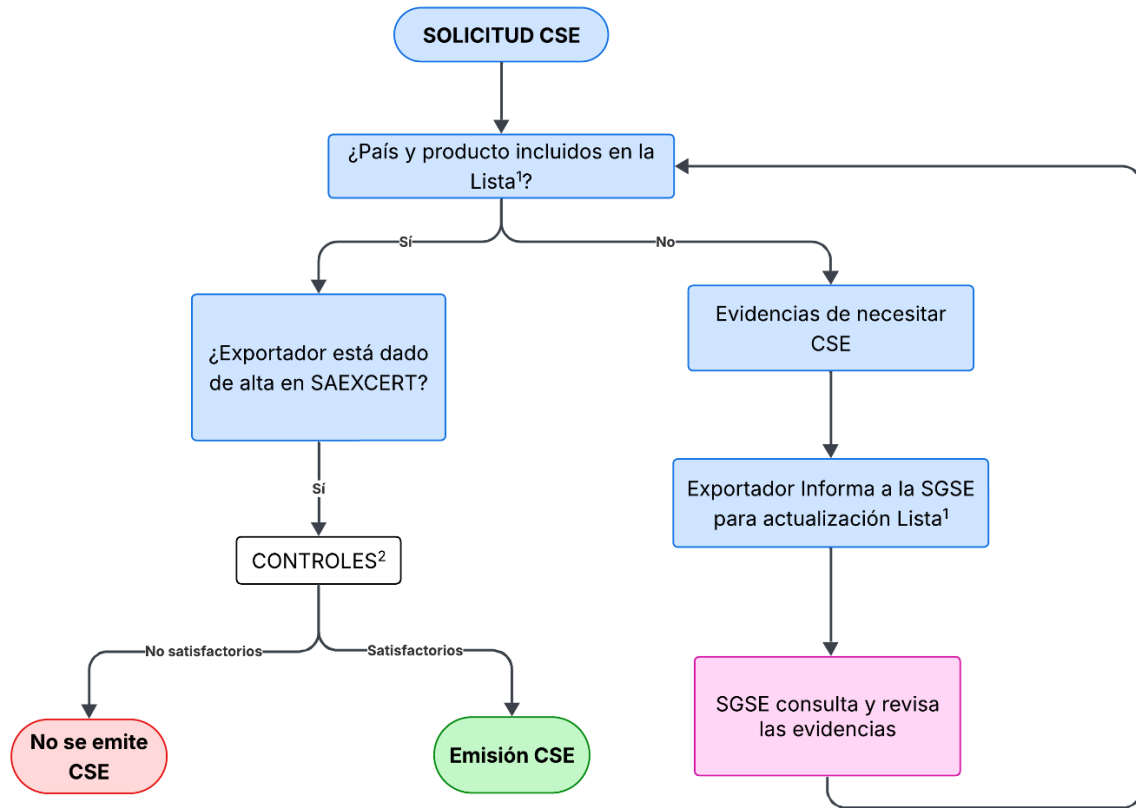 SOLICITUD CSE
¿País y producto incluidos en la
Lista¹?
Sí
No
¿Exportador está dado
de alta en SAEXCERT?
Evidencias de necesitar
CSE
Sí
Exportador Informa a la SGSE
para actualización Lista¹
CONTROLES²
No satisfactorios
Satisfactorios
SGSE consulta y revisa
las evidencias
No se emite
CSE
Emisión CSE